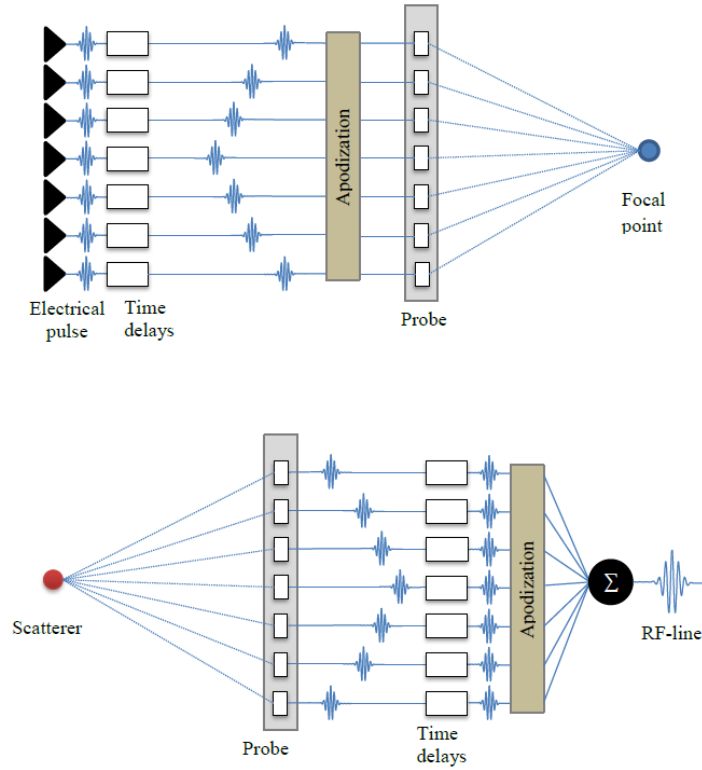 Apodization
Focal
point
Electrical
pulse
Time
delays
Probe
Apodization
Σ
Scatterer
RF-line
Probe
Time
delays